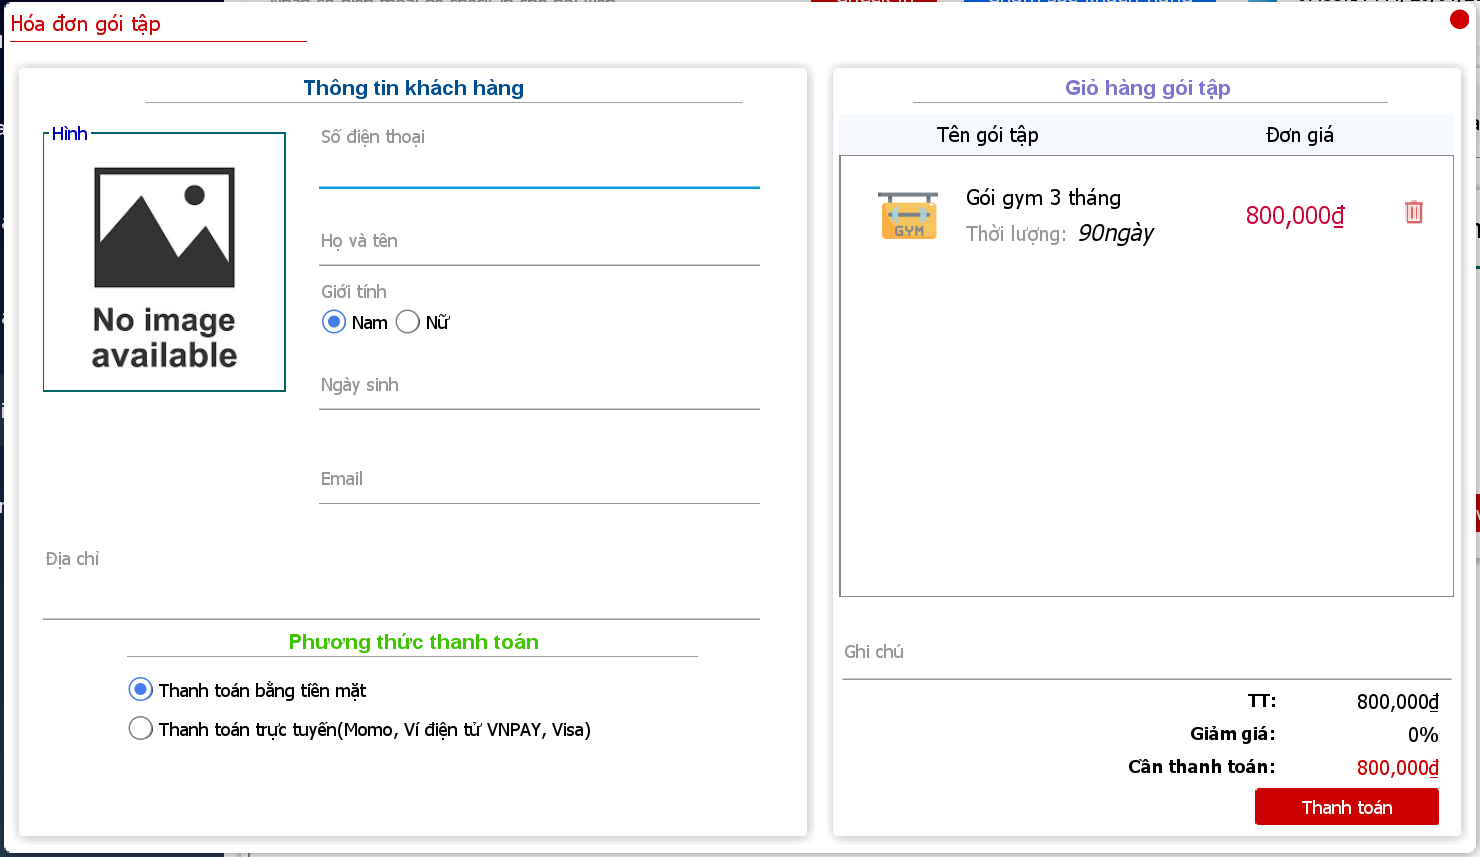 Hóa đơn gói tập
Thông tin khách hàng
Hình
No image
available
Số điện thoại
Họ và tên
Giới tính
Nam
Nữ
Ngày sinh
Email
Địa chỉ
Phương thức thanh toán
Thanh toán bằng tiền mặt
Thanh toán trực tuyến(Momo, Ví điện tử VNPAY, Visa)
Giỏ hàng gói tập
Tên gói tập Đơn giá
GYM
Gói gym 3 tháng
Thời lượng: 90ngày
800,000₫
Ghi chú
TT: 800,000₫
Giảm giá: 0%
Cần thanh toán: 800,000₫
Thanh toán